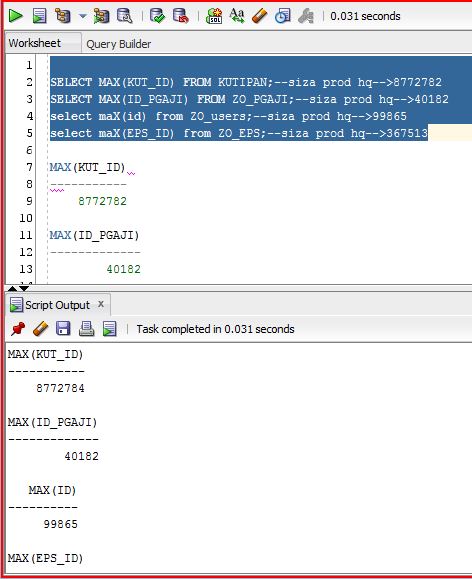 0.031 seconds
Worksheet Query Builder
1
2 SELECT MAX(KUT_ID) FROM KUTIPAN;--siza prod hq-->8772782
3 SELECT MAX(ID_PGAJI) FROM ZO_PGAJI;--siza prod hq-->40182
4 select maX(id) from ZO_users;--siza prod hq-->99865
5 select maX(EPS_ID) from ZO_EPS;--siza prod hq-->367513
6
7 MAX(KUT_ID)
8 -----------
9 8772782
10
11 MAX(ID_PGAJI)
12 -------------
13 40182
Script Output x
Task completed in 0.031 seconds
MAX(KUT_ID)
-----------
8772784
MAX(ID_PGAJI)
-------------
40182
MAX(ID)
----------
99865
MAX(EPS_ID)